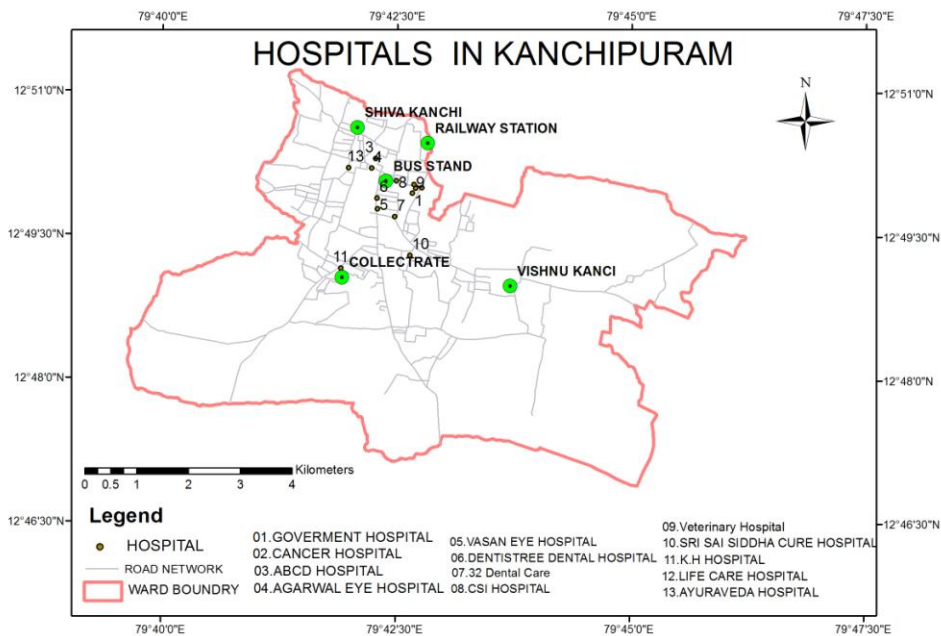 79°40'0"E 79°42'30"E 79°45'0"E 79°47'30"E
HOSPITALS IN KANCHIPURAM
12°51'0"N 12°51'0"N
N
SHIVA KANCHI
RAILWAY STATION
3
13 4
BUS STAND
6 8 9
5 7 1
12°49'30"N 12°49'30"N
10
11 COLLECTRATE
VISHNU KANCI
12°48'0"N 12°48'0"N
Kilometers
0 0.5 1 2 3 4
12°46'30"N 12°46'30"N
Legend
HOSPITAL
ROAD NETWORK
WARD BOUNDRY
01.GOVERMENT HOSPITAL
02.CANCER HOSPITAL
03.ABCD HOSPITAL
04.AGARWAL EYE HOSPITAL
05.VASAN EYE HOSPITAL
06.DENTISTREE DENTAL HOSPITAL
07.32 Dental Care
08.CSI HOSPITAL
09.Veterinary Hospital
10.SRI SAI SIDDHA CURE HOSPITAL
11.K.H HOSPITAL
12.LIFE CARE HOSPITAL
13.AYURAVEDA HOSPITAL
79°40'0"E 79°42'30"E 79°45'0"E 79°47'30"E